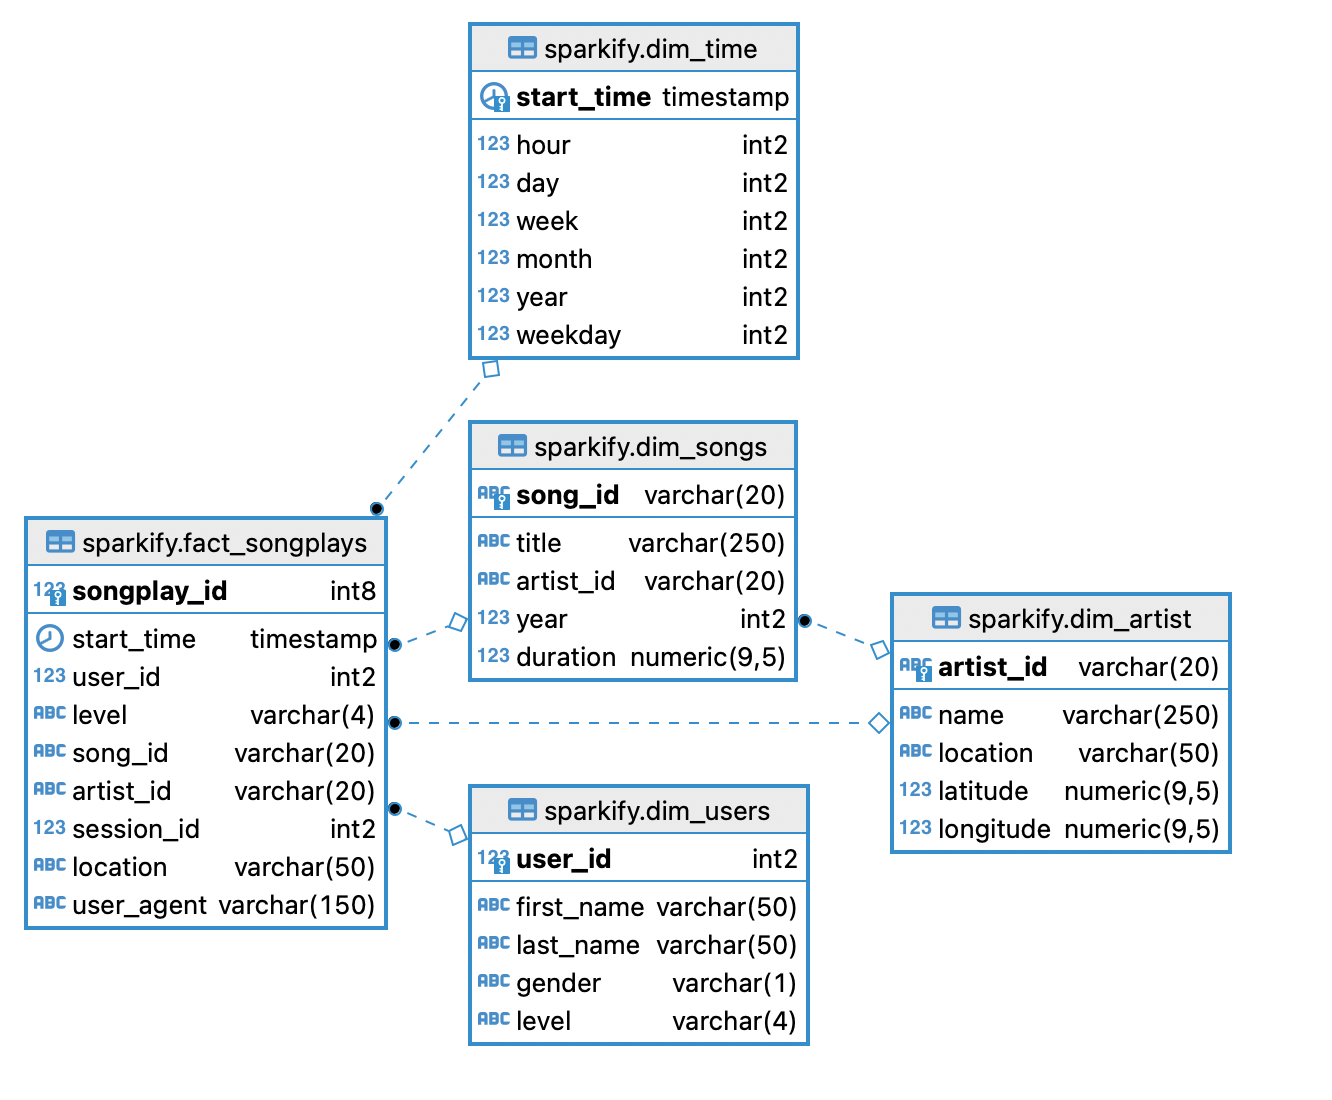 sparkify.dim_time
start_time timestamp
123 hour int2
123 day int2
123 week int2
123 month int2
123 year int2
123 weekday int2
sparkify.dim_songs
ABC song_id varchar(20)
ABC title varchar(250)
ABC artist_id varchar(20)
123 year int2
123 duration numeric(9,5)
sparkify.fact_songplays
123 songplay_id int8
start_time timestamp
123 user_id int2
ABC level varchar(4)
ABC song_id varchar(20)
ABC artist_id varchar(20)
123 session_id int2
ABC location varchar(50)
ABC user_agent varchar(150)
sparkify.dim_artist
ABC artist_id varchar(20)
ABC name varchar(250)
ABC location varchar(50)
123 latitude numeric(9,5)
123 longitude numeric(9,5)
sparkify.dim_users
123 user_id int2
ABC first_name varchar(50)
ABC last_name varchar(50)
ABC gender varchar(1)
ABC level varchar(4)